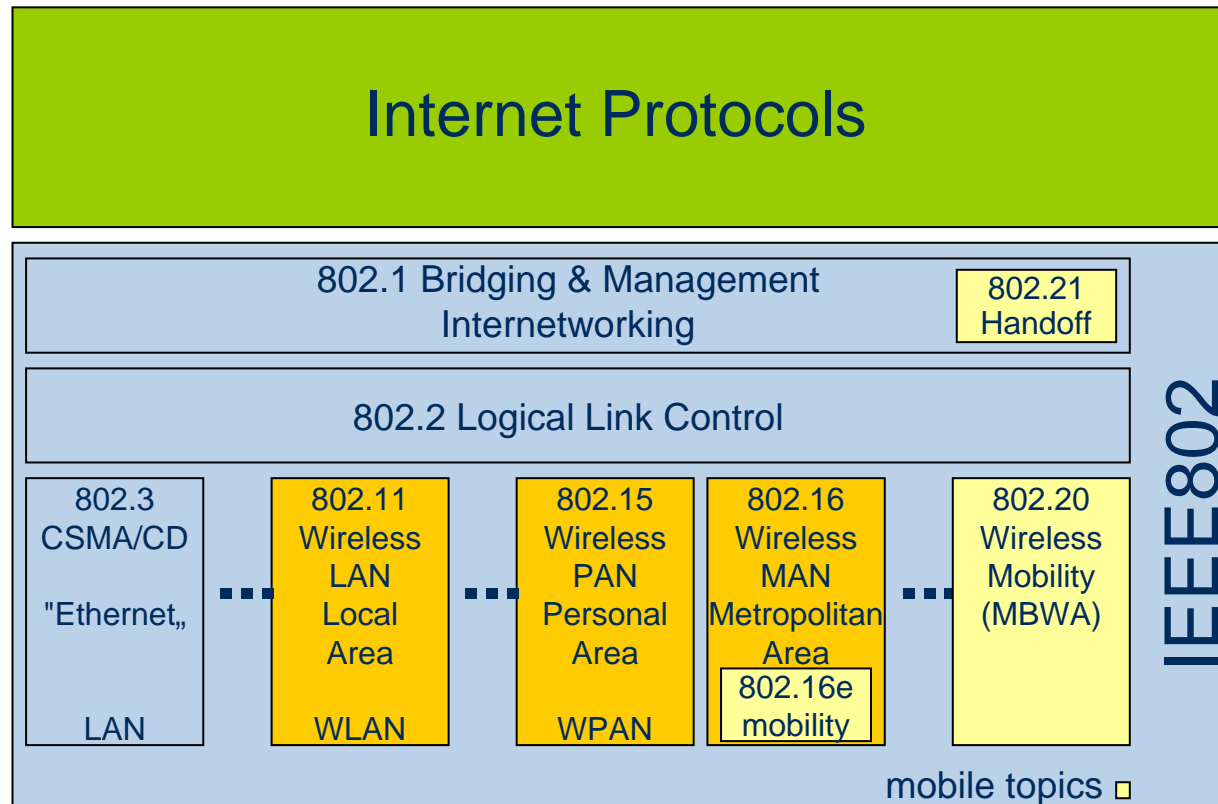 Internet Protocols
802.1 Bridging & Management
Internetworking
802.21
Handoff
802.2 Logical Link Control
802.3
CSMA/CD
"Ethernet„
LAN
802.11
Wireless
LAN
Local
Area
WLAN
802.15
Wireless
PAN
Personal
Area
WPAN
802.16
Wireless
MAN
Metropolitan
Area
802.16e
mobility
802.20
Wireless
Mobility
(MBWA)
IEEE802
mobile topics